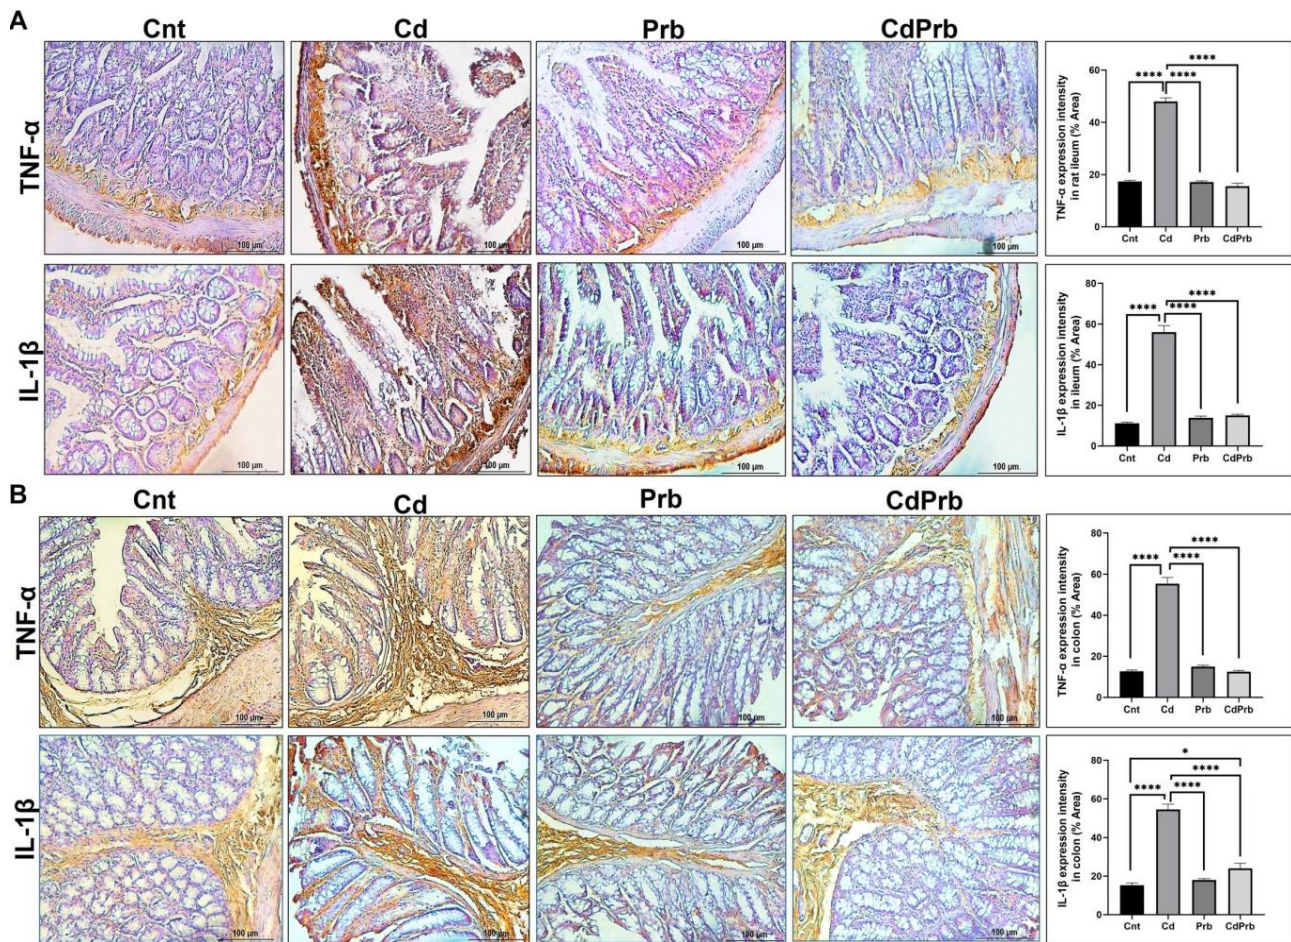 A
Cnt Cd Prb CdPrb
TNF-α
100 µm 100 µm 100 µm 100 µm
TNF-α expression intensity
in rat ileum (% Area)
60
40
20
0
**** ****
****
Cnt Cd Prb CdPrb
IL-1β
100 µm 100 µm 100 µm 100 µm
IL-1β expression intensity
in ileum (% Area)
80
60
40
20
0
****
**** ****
Cnt Cd Prb CdPrb
B
Cnt Cd Prb CdPrb
TNF-α
100 µm 100 µm 100 µm 100 µm
TNF-α expression intensity
in colon (% Area)
80
60
40
20
0
****
**** ****
Cnt Cd Prb CdPrb
IL-1β
100 µm 100 µm 100 µm 100 µm
IL-1β expression intensity
in colon (% Area)
80
60
40
20
0
*
****
**** ****
Cnt Cd Prb CdPrb